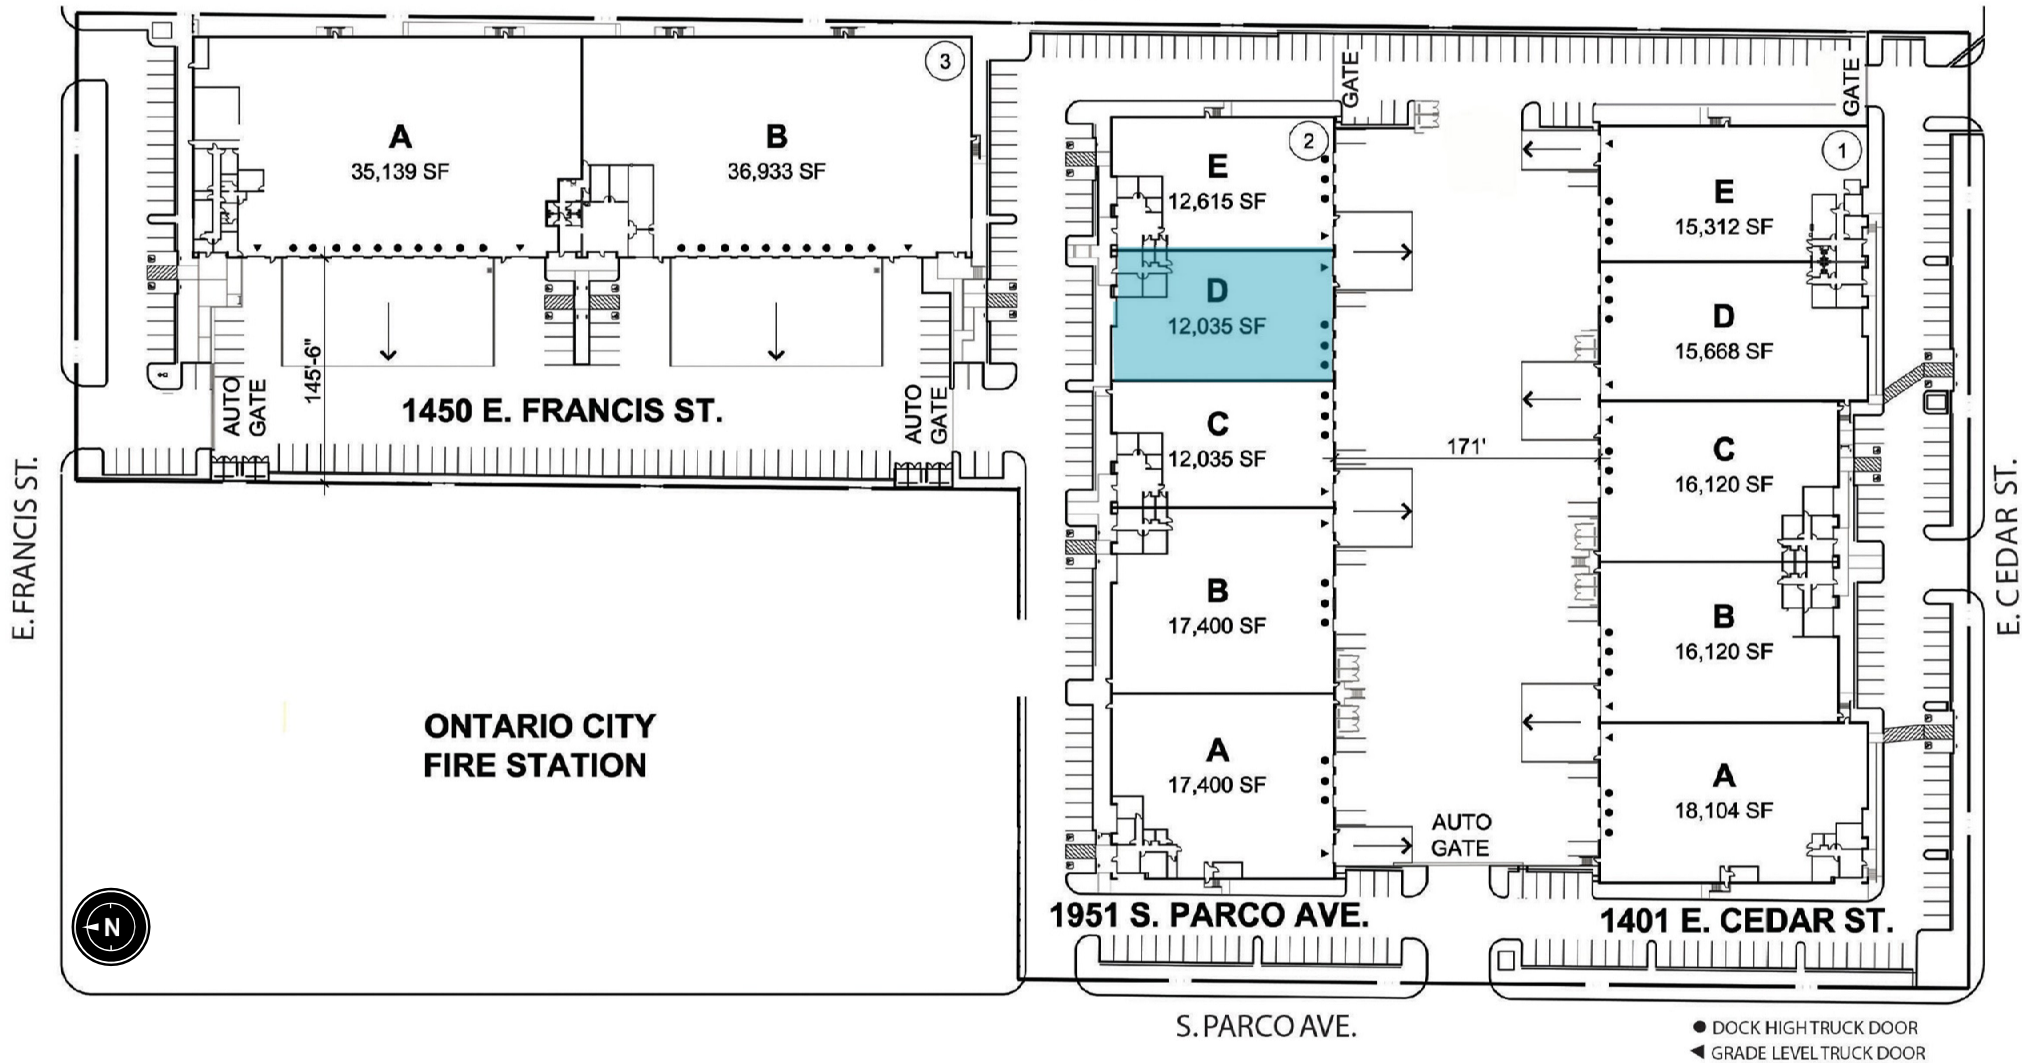 3
A
35,139 SF
B
36,933 SF
145'-6"
AUTO
GATE
AUTO
GATE
1450 E. FRANCIS ST.
E. FRANCIS ST.
ONTARIO CITY
FIRE STATION
N
GATE
GATE
2
E
12,615 SF
D
12,035 SF
C
12,035 SF
B
17,400 SF
A
17,400 SF
171'
1
E
15,312 SF
D
15,668 SF
C
16,120 SF
B
16,120 SF
A
18,104 SF
AUTO
GATE
1951 S. PARCO AVE.
1401 E. CEDAR ST.
E. CEDAR ST.
S. PARCO AVE.
DOCK HIGH TRUCK DOOR
GRADE LEVEL TRUCK DOOR